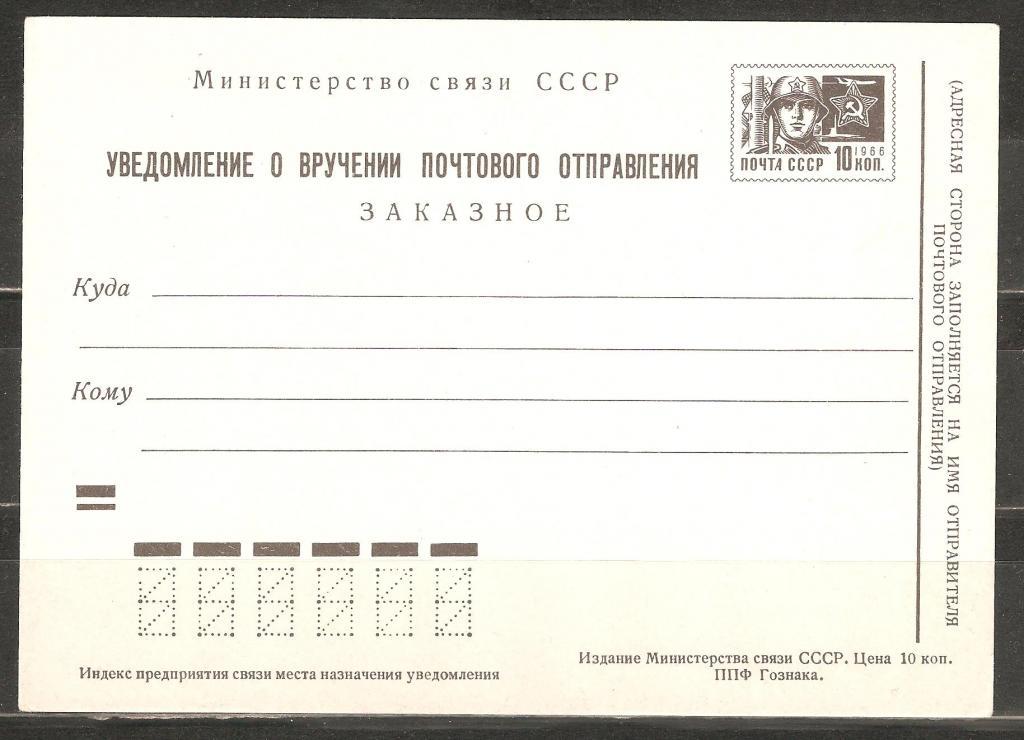 Министерство связи СССР
УВЕДОМЛЕНИЕ О ВРУЧЕНИИ ПОЧТОВОГО ОТПРАВЛЕНИЯ
ЗАКАЗНОЕ
1966
ПОЧТА СССР 10 КОП.
Куда
Кому
(АДРЕСНАЯ СТОРОНА ЗАПОЛНЯЕТСЯ НА ИМЯ ОТПРАВИТЕЛЯ
ПОЧТОВОГО ОТПРАВЛЕНИЯ)
Индекс предприятия связи места назначения уведомления
Издание Министерства связи СССР. Цена 10 коп.
ППФ Гознака.